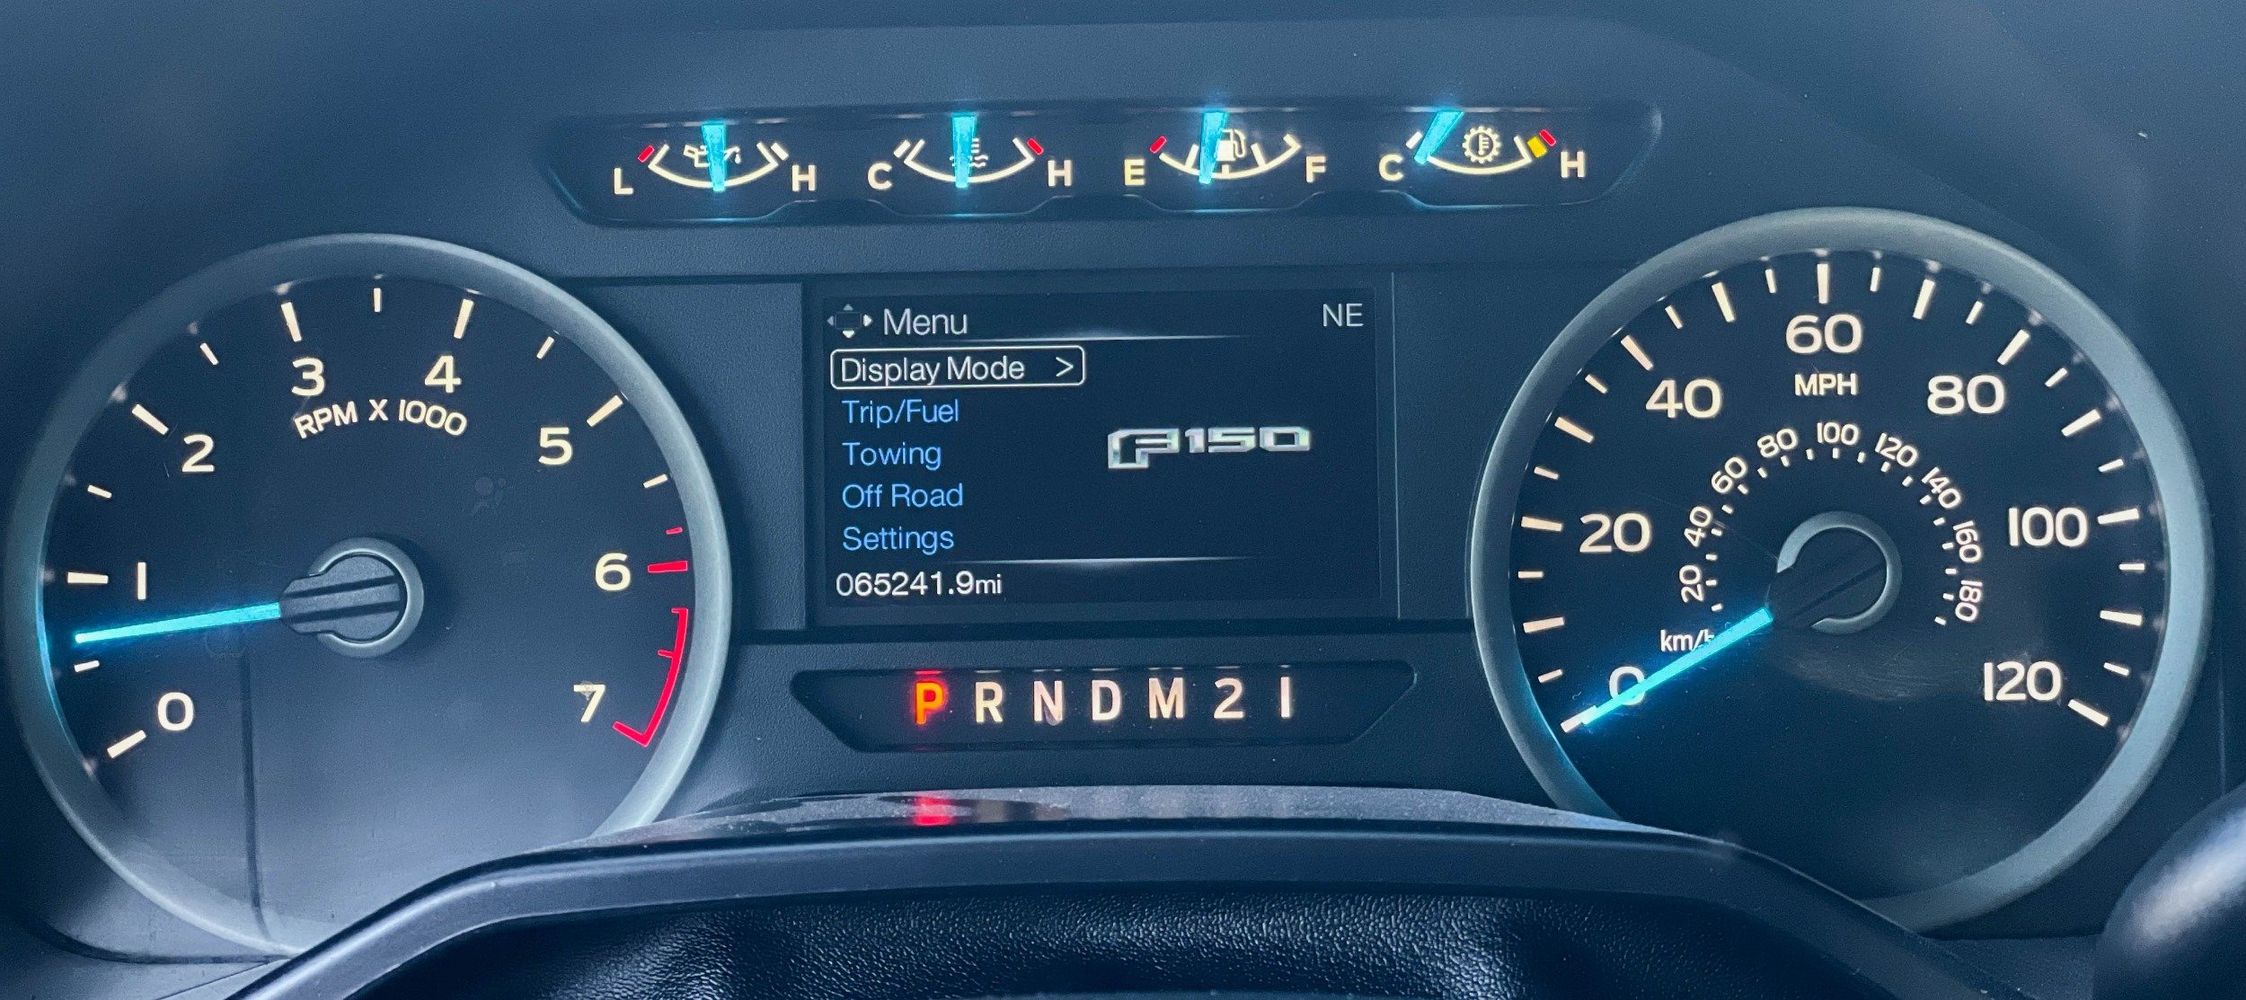 L H C H E F C H
3 4
RPM X 1000
2 5
1 6
0 7
Menu NE
Display Mode >
Trip/Fuel
Towing
Off Road
Settings
F150
065241.9mi
P R N D M 2 1
60
MPH
40 80
20 100
0 120
20 40 60 80 100 120 140 160 180
km/h